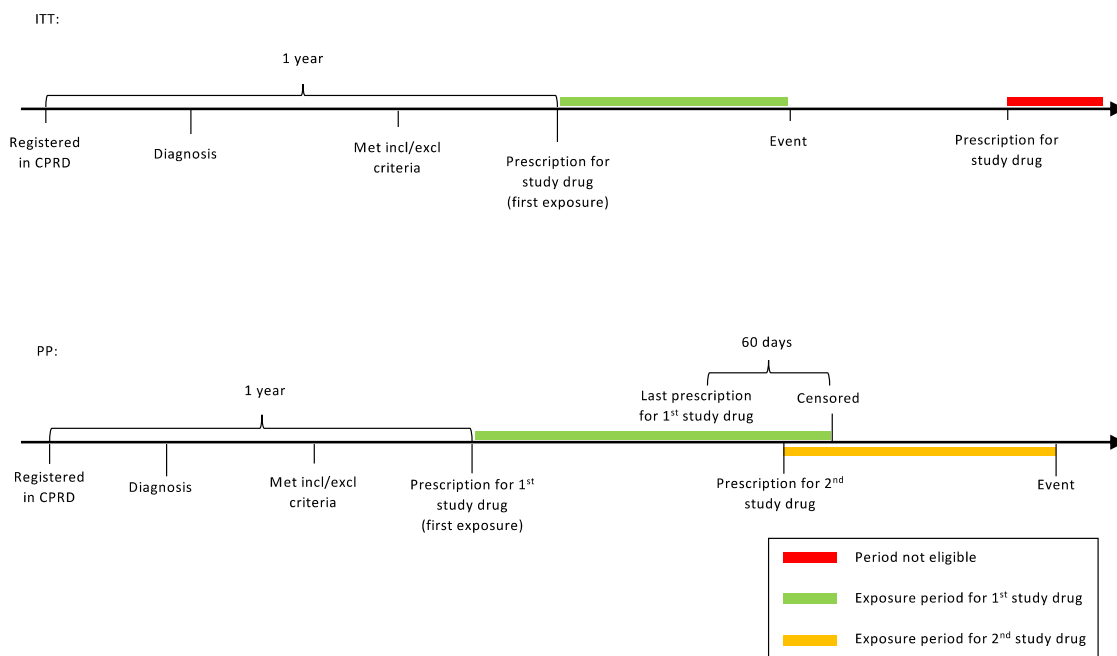 ITT:
1 year
Registered
in CPRD
Diagnosis
Met incl/excl
criteria
Prescription for
study drug
(first exposure)
Event
Prescription for
study drug
PP:
60 days
1 year
Last prescription
for 1st study drug
Censored
Registered
in CPRD
Diagnosis
Met incl/excl
criteria
Prescription for 1st
study drug
(first exposure)
Prescription for 2nd
study drug
Event
Period not eligible
Exposure period for 1st study drug
Exposure period for 2nd study drug